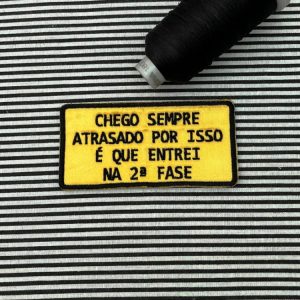 CHEGO SEMPRE
ATRASADO POR ISSO
É QUE ENTREI
NA 2ª FASE